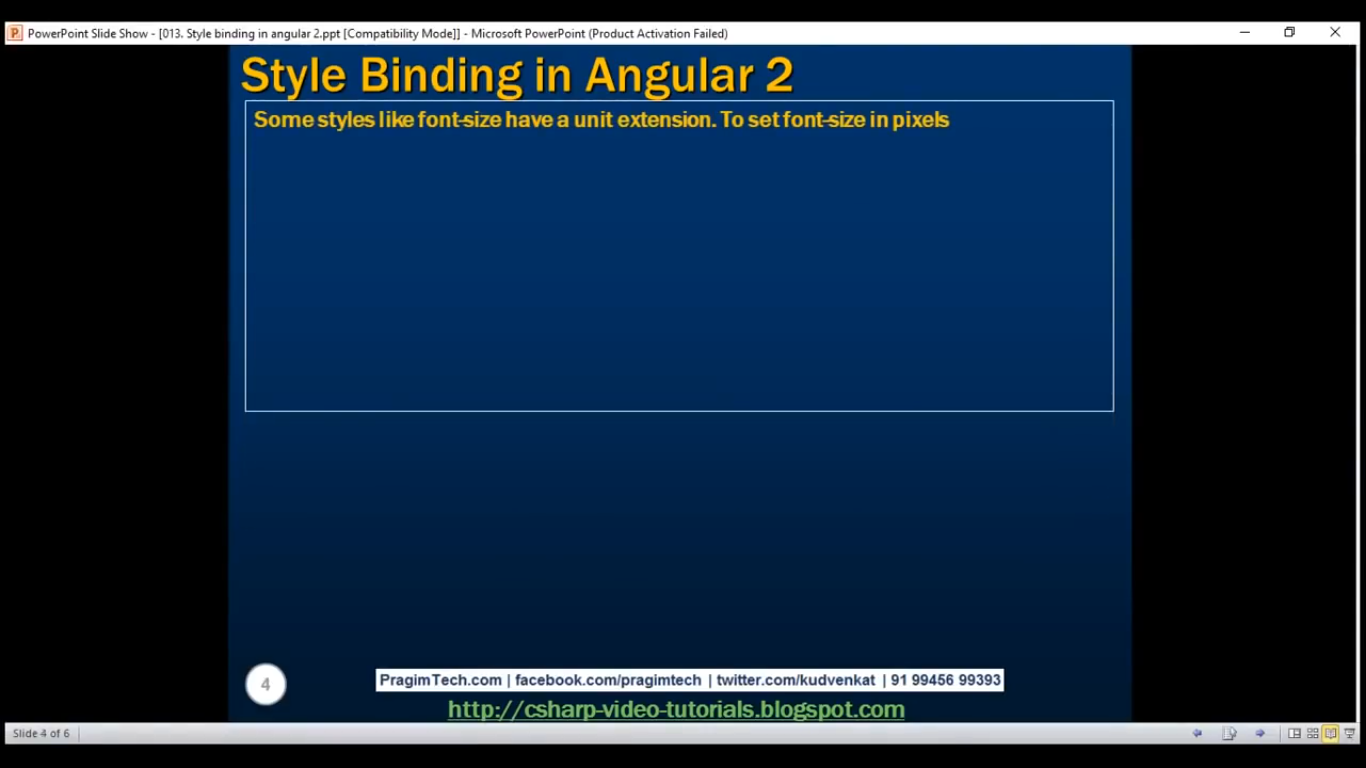 PowerPoint Slide Show - [013. Style binding in angular 2.ppt [Compatibility Mode]] - Microsoft PowerPoint (Product Activation Failed)
Style Binding in Angular 2
Some styles like font-size have a unit extension. To set font-size in pixels
4
PragimTech.com | facebook.com/pragimtech | twitter.com/kudvenkat | 91 99456 99393
http://csharp-video-tutorials.blogspot.com
Slide 4 of 6